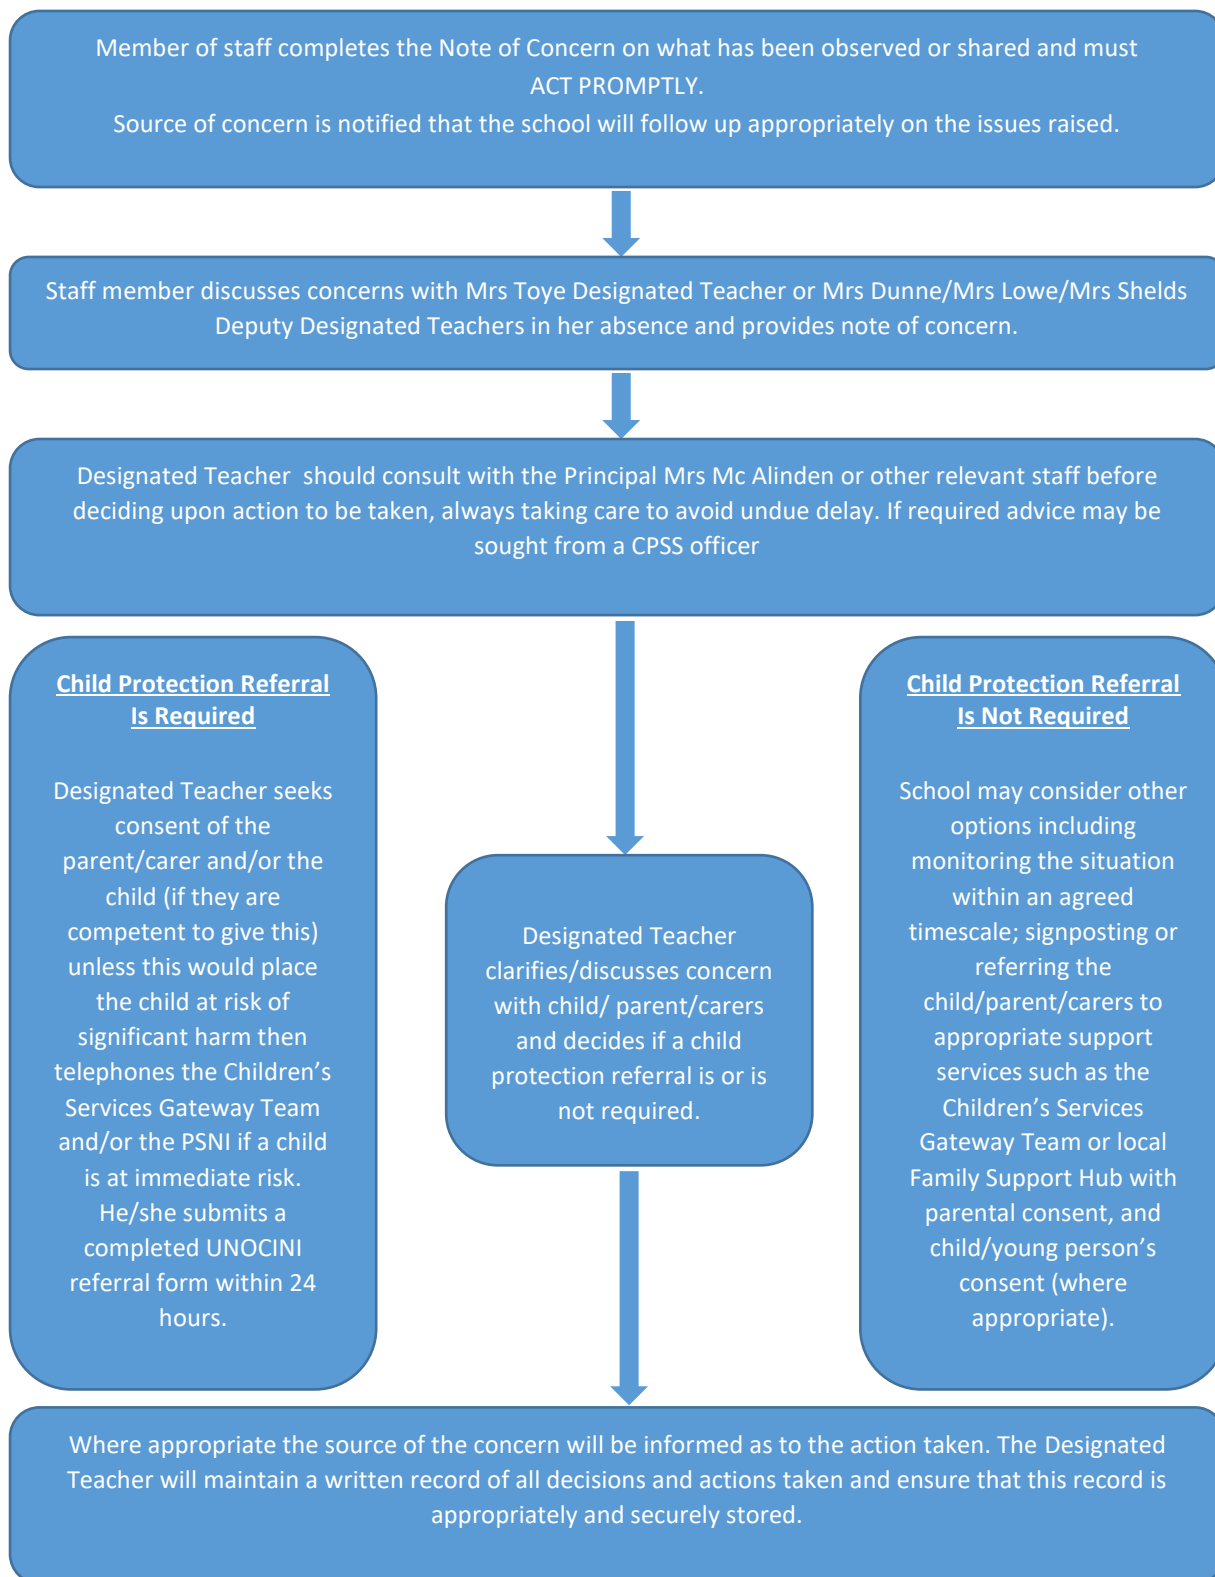 Member of staff completes the Note of Concern on what has been observed or shared and must
ACT PROMPTLY.
Source of concern is notified that the school will follow up appropriately on the issues raised.
Staff member discusses concerns with Mrs Toye Designated Teacher or Mrs Dunne/Mrs Lowe/Mrs Shelds
Deputy Designated Teachers in her absence and provides note of concern.
Designated Teacher  should consult with the Principal Mrs Mc Alinden or other relevant staff before
deciding upon action to be taken, always taking care to avoid undue delay. If required advice may be
sought from a CPSS officer
Child Protection Referral
Is Required
Designated Teacher seeks
consent of the
parent/carer and/or the
child (if they are
competent to give this)
unless this would place
the child at risk of
significant harm then
telephones the Children’s
Services Gateway Team
and/or the PSNI if a child
is at immediate risk.
He/she submits a
completed UNOCINI
referral form within 24
hours.
Designated Teacher
clarifies/discusses concern
with child/ parent/carers
and decides if a child
protection referral is or is
not required.
Child Protection Referral
Is Not Required
School may consider other
options including
monitoring the situation
within an agreed
timescale; signposting or
referring the
child/parent/carers to
appropriate support
services such as the
Children’s Services
Gateway Team or local
Family Support Hub with
parental consent, and
child/young person’s
consent (where
appropriate).
Where appropriate the source of the concern will be informed as to the action taken. The Designated
Teacher will maintain a written record of all decisions and actions taken and ensure that this record is
appropriately and securely stored.